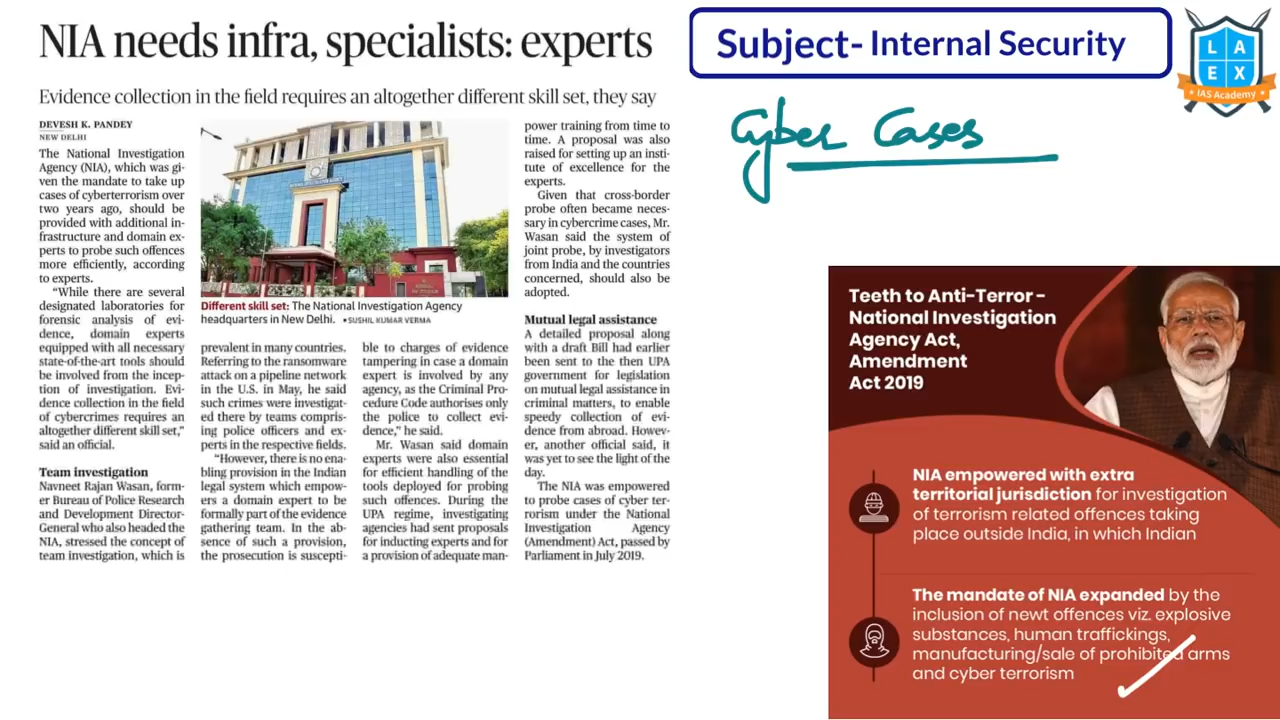 NIA needs infra, specialists: experts
Evidence collection in the field requires an altogether different skill set, they say
DEVESH K. PANDEY
NEW DELHI
The National Investigation
Agency (NIA), which was gi-
ven the mandate to take up
cases of cyberterrorism over
two years ago, should be
provided with additional in-
frastructure and domain ex-
perts to probe such offences
more efficiently, according
to experts.
“While there are several
designated laboratories for
forensic analysis of evi-
dence, domain experts
equipped with all necessary
state-of-the-art tools should
be involved from the incep-
tion of investigation. Evi-
dence collection in the field
of cybercrimes requires an
altogether different skill set,”
said an official.
Team investigation
Navneet Rajan Wasan, form-
er Bureau of Police Research
and Development Director-
General who also headed the
NIA, stressed the concept of
team investigation, which is
Different skill set: The National Investigation Agency
headquarters in New Delhi. •SUSHIL KUMAR VERMA
prevalent in many countries.
Referring to the ransomware
attack on a pipeline network
in the U.S. in May, he said
such crimes were investigat-
ed there by teams compris-
ing police officers and ex-
perts in the respective fields.
“However, there is no ena-
bling provision in the Indian
legal system which empow-
ers a domain expert to be
formally part of the evidence
gathering team. In the ab-
sence of such a provision,
the prosecution is suscepti-
ble to charges of evidence
tampering in case a domain
expert is involved by any
agency, as the Criminal Pro-
cedure Code authorises only
the police to collect evi-
dence,” he said.
Mr. Wasan said domain
experts were also essential
for efficient handling of the
tools deployed for probing
such offences. During the
UPA regime, investigating
agencies had sent proposals
for inducting experts and for
a provision of adequate man-
power training from time to
time. A proposal was also
raised for setting up an insti-
tute of excellence for the
experts.
Given that cross-border
probe often became neces-
sary in cybercrime cases, Mr.
Wasan said the system of
joint probe, by investigators
from India and the countries
concerned, should also be
adopted.
Mutual legal assistance
A detailed proposal along
with a draft Bill had earlier
been sent to the then UPA
government for legislation
on mutual legal assistance in
criminal matters, to enable
speedy collection of evi-
dence from abroad. Howev-
er, another official said, it
was yet to see the light of the
day.
The NIA was empowered
to probe cases of cyber ter-
rorism under the National
Investigation Agency
(Amendment) Act, passed by
Parliament in July 2019.
Subject- Internal Security
L A
E X
IAS Academy
Cyber Cases
Teeth to Anti-Terror -
National Investigation
Agency Act,
Amendment
Act 2019
NIA empowered with extra
territorial jurisdiction for investigation
of terrorism related offences taking
place outside India, in which Indian
The mandate of NIA expanded by the
inclusion of newt offences viz. explosive
substances, human traffickings,
manufacturing/sale of prohibited arms
and cyber terrorism